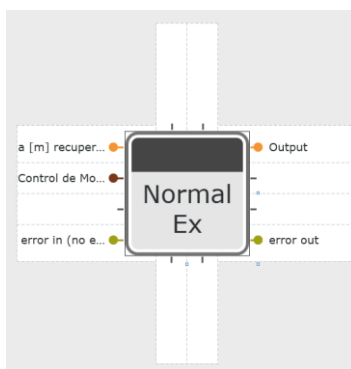 a [m] recuper...
Output
Control de Mo...
Normal
Ex
error in (no e...
error out